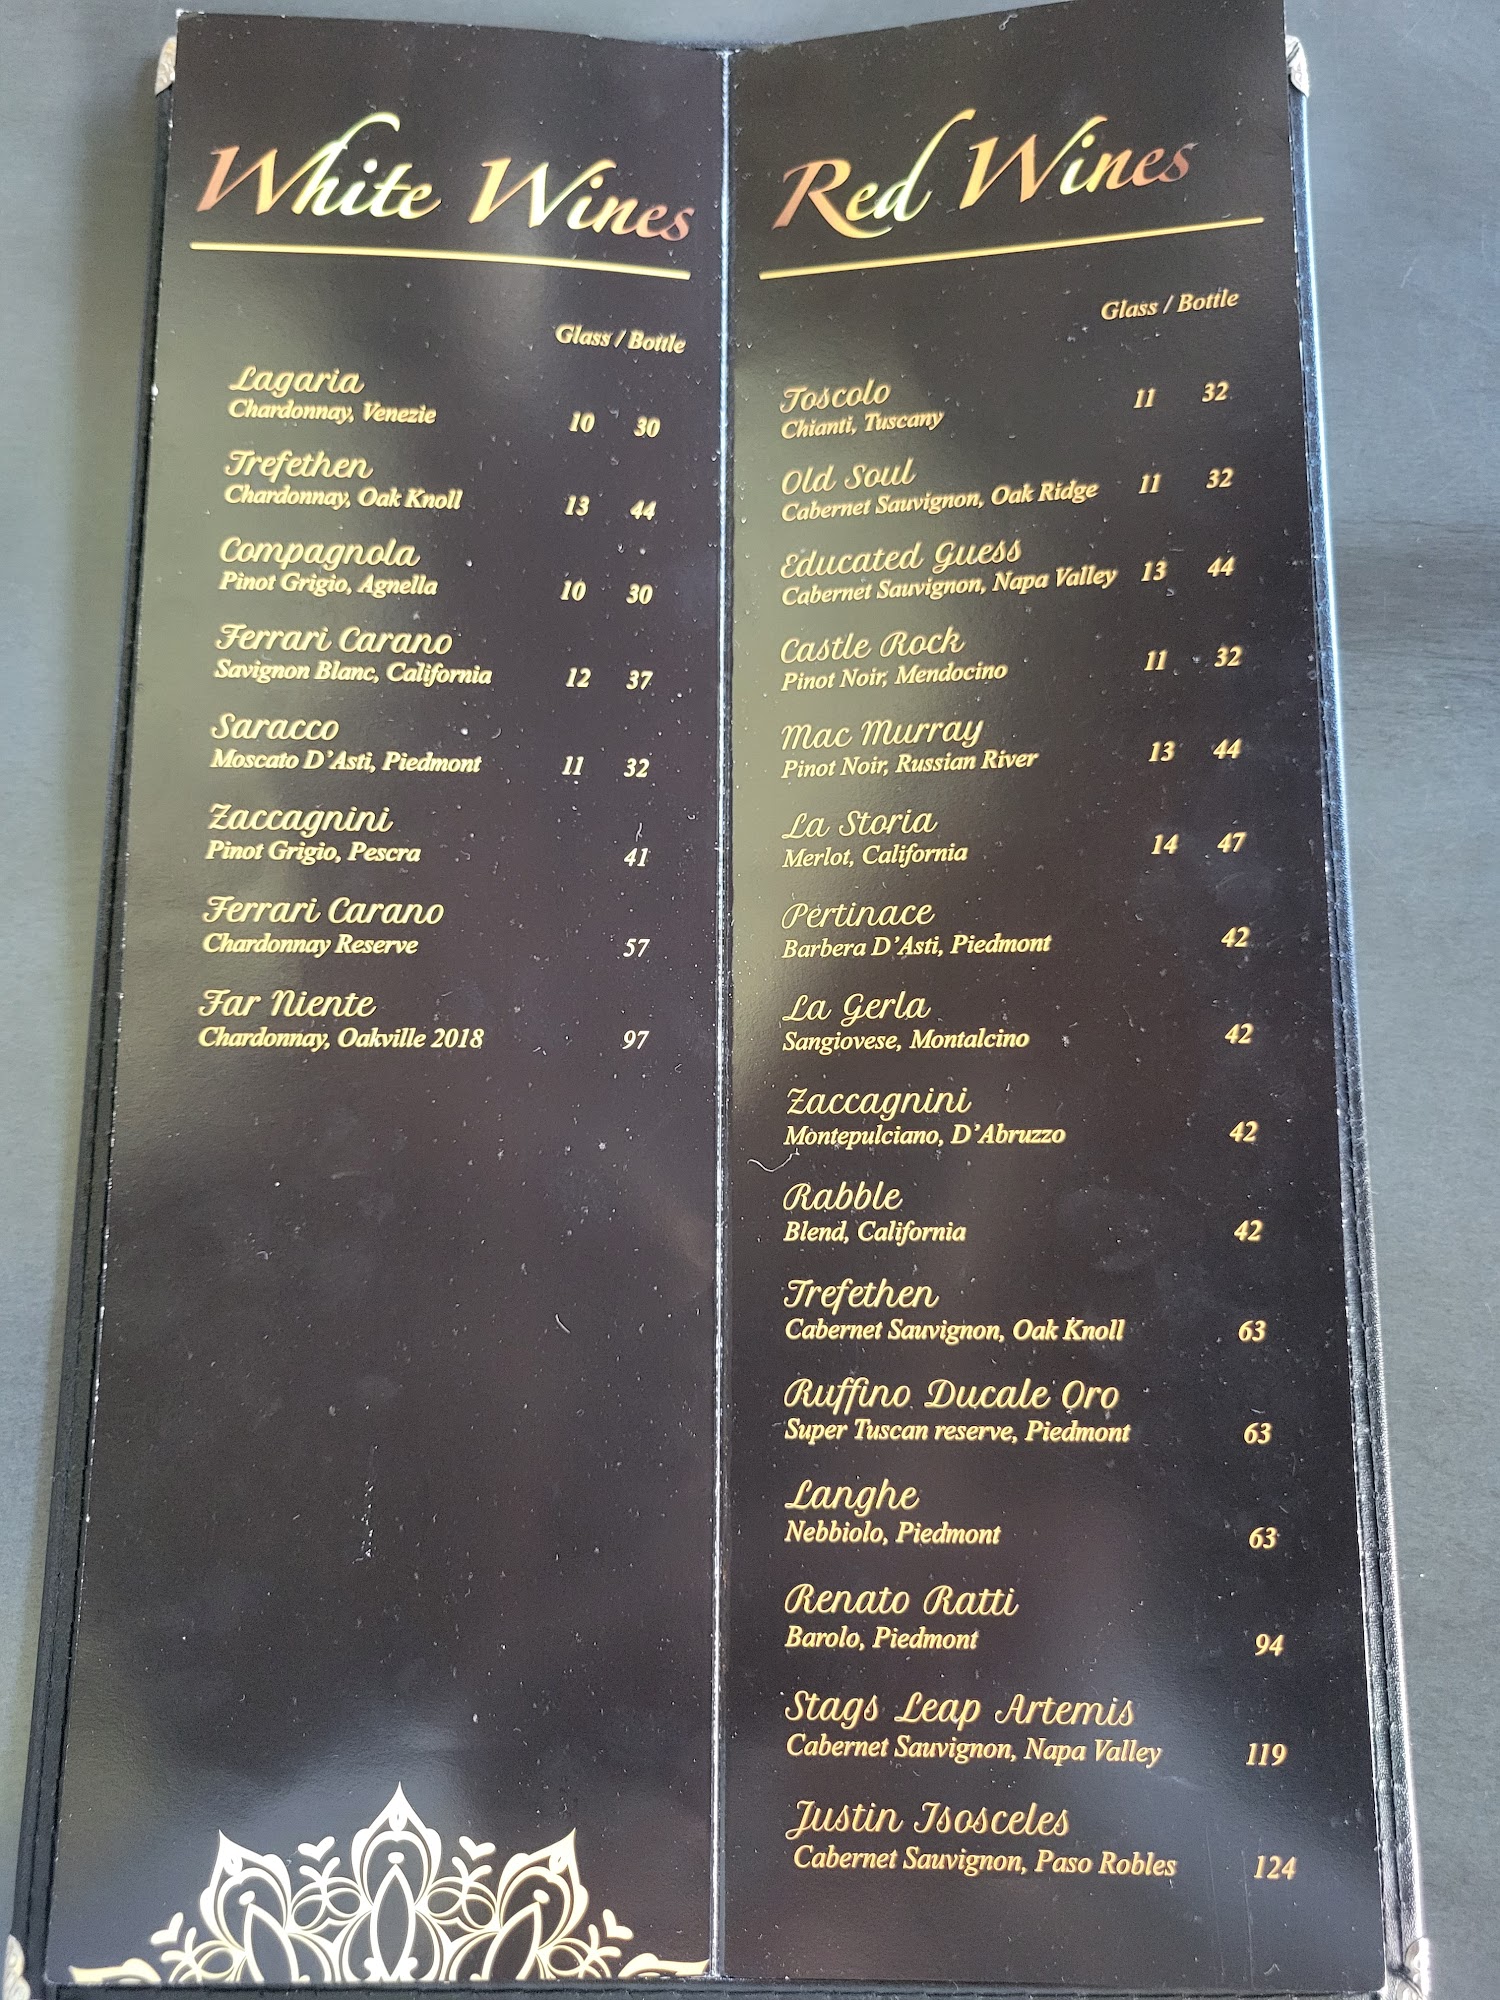 White Wines
Glass / Bottle
Lagaria
Chardonnay, Venezie 10 30
Trefethen
Chardonnay, Oak Knoll 13 44
Compagnola
Pinot Grigio, Agnella 10 30
Ferrari Carano
Savignon Blanc, California 12 37
Saracco
Moscato D'Asti, Piedmont 11 32
Zaccagnini
Pinot Grigio, Pescra 41
Ferrari Carano
Chardonnay Reserve 57
Far Niente
Chardonnay, Oakville 2018 97
Red Wines
Glass / Bottle
Toscolo 11 32
Chianti, Tuscany
Old Soul
Cabernet Sauvignon, Oak Ridge 11 32
Educated Guess
Cabernet Sauvignon, Napa Valley 13 44
Castle Rock
Pinot Noir, Mendocino 11 32
Mac Murray
Pinot Noir, Russian River 13 44
La Storia
Merlot, California 14 47
Pertinace
Barbera D'Asti, Piedmont 42
La Gerla
Sangiovese, Montalcino 42
Zaccagnini
Montepulciano, D'Abruzzo 42
Rabble
Blend, California 42
Trefethen
Cabernet Sauvignon, Oak Knoll 63
Ruffino Ducale Oro
Super Tuscan reserve, Piedmont 63
Langhe
Nebbiolo, Piedmont 63
Renato Ratti
Barolo, Piedmont 94
Stags Leap Artemis
Cabernet Sauvignon, Napa Valley 119
Justin Isosceles
Cabernet Sauvignon, Paso Robles 124